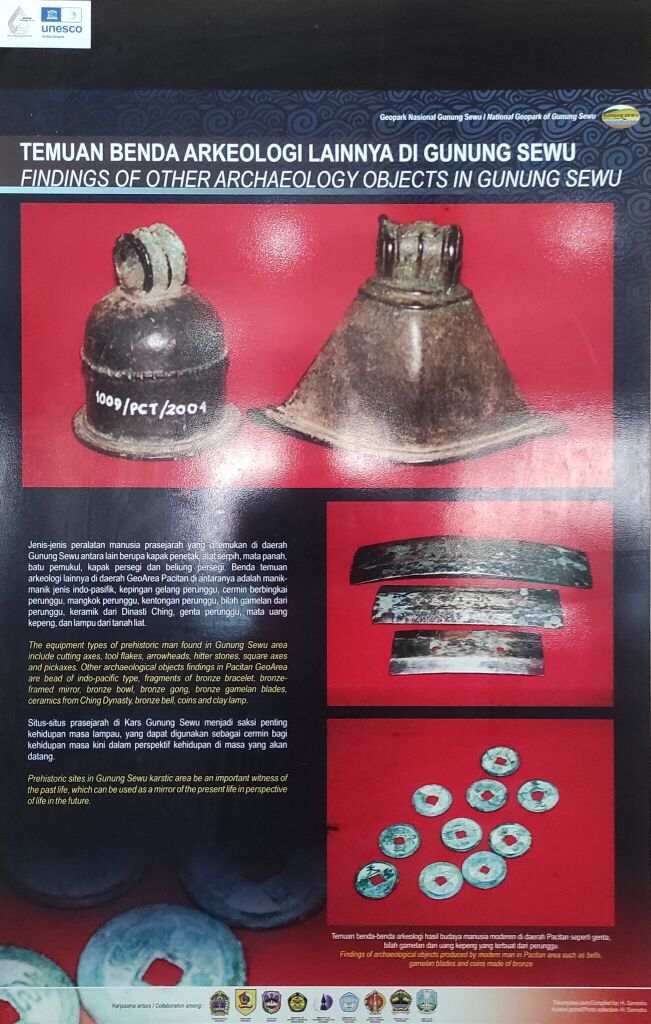 unesco
Global Geopark
Geopark Nasional Gunung Sewu / National Geopark of Gunung Sewu
GUNUNG SEWU
TEMUAN BENDA ARKEOLOGI LAINNYA DI GUNUNG SEWU
FINDINGS OF OTHER ARCHAEOLOGY OBJECTS IN GUNUNG SEWU
1009/PCT/2004
Jenis-jenis peralatan manusia prasejarah yang ditemukan di daerah
Gunung Sewu antara lain berupa kapak penetak, alat serpih, mata panah,
batu pemukul, kapak persegi dan beliung persegi. Benda temuan
arkeologi lainnya di daerah GeoArea Pacitan di antaranya adalah manik-
manik jenis indo-pasifik, kepingan gelang perunggu, cermin berbingkai
perunggu, mangkok perunggu, kentongan perunggu, bilah gamelan dari
perunggu, keramik dari Dinasti Ching, genta perunggu, mata uang
kepeng, dan lampu dari tanah liat.
The equipment types of prehistoric man found in Gunung Sewu area
include cutting axes, tool flakes, arrowheads, hitter stones, square axes
and pickaxes. Other archaeological objects findings in Pacitan GeoArea
are bead of indo-pacific type, fragments of bronze bracelet, bronze-
framed mirror, bronze bowl, bronze gong, bronze gamelan blades,
ceramics from Ching Dynasty, bronze bell, coins and clay lamp.
Situs-situs prasejarah di Kars Gunung Sewu menjadi saksi penting
kehidupan masa lampau, yang dapat digunakan sebagai cermin bagi
kehidupan masa kini dalam perspektif kehidupan di masa yang akan
datang.
Prehistoric sites in Gunung Sewu karstic area be an important witness of
the past life, which can be used as a mirror of the present life in perspective
of life in the future.
Temuan benda-benda arkeologi hasil budaya manusia moderen di daerah Pacitan seperti genta,
bilah gamelan dan uang kepeng yang terbuat dari perunggu
Findings of archaeological objects produced by modern man in Pacitan area such as bells,
gamelan blades and coins made of bronze
Kerjasama antara / Collaboration among: